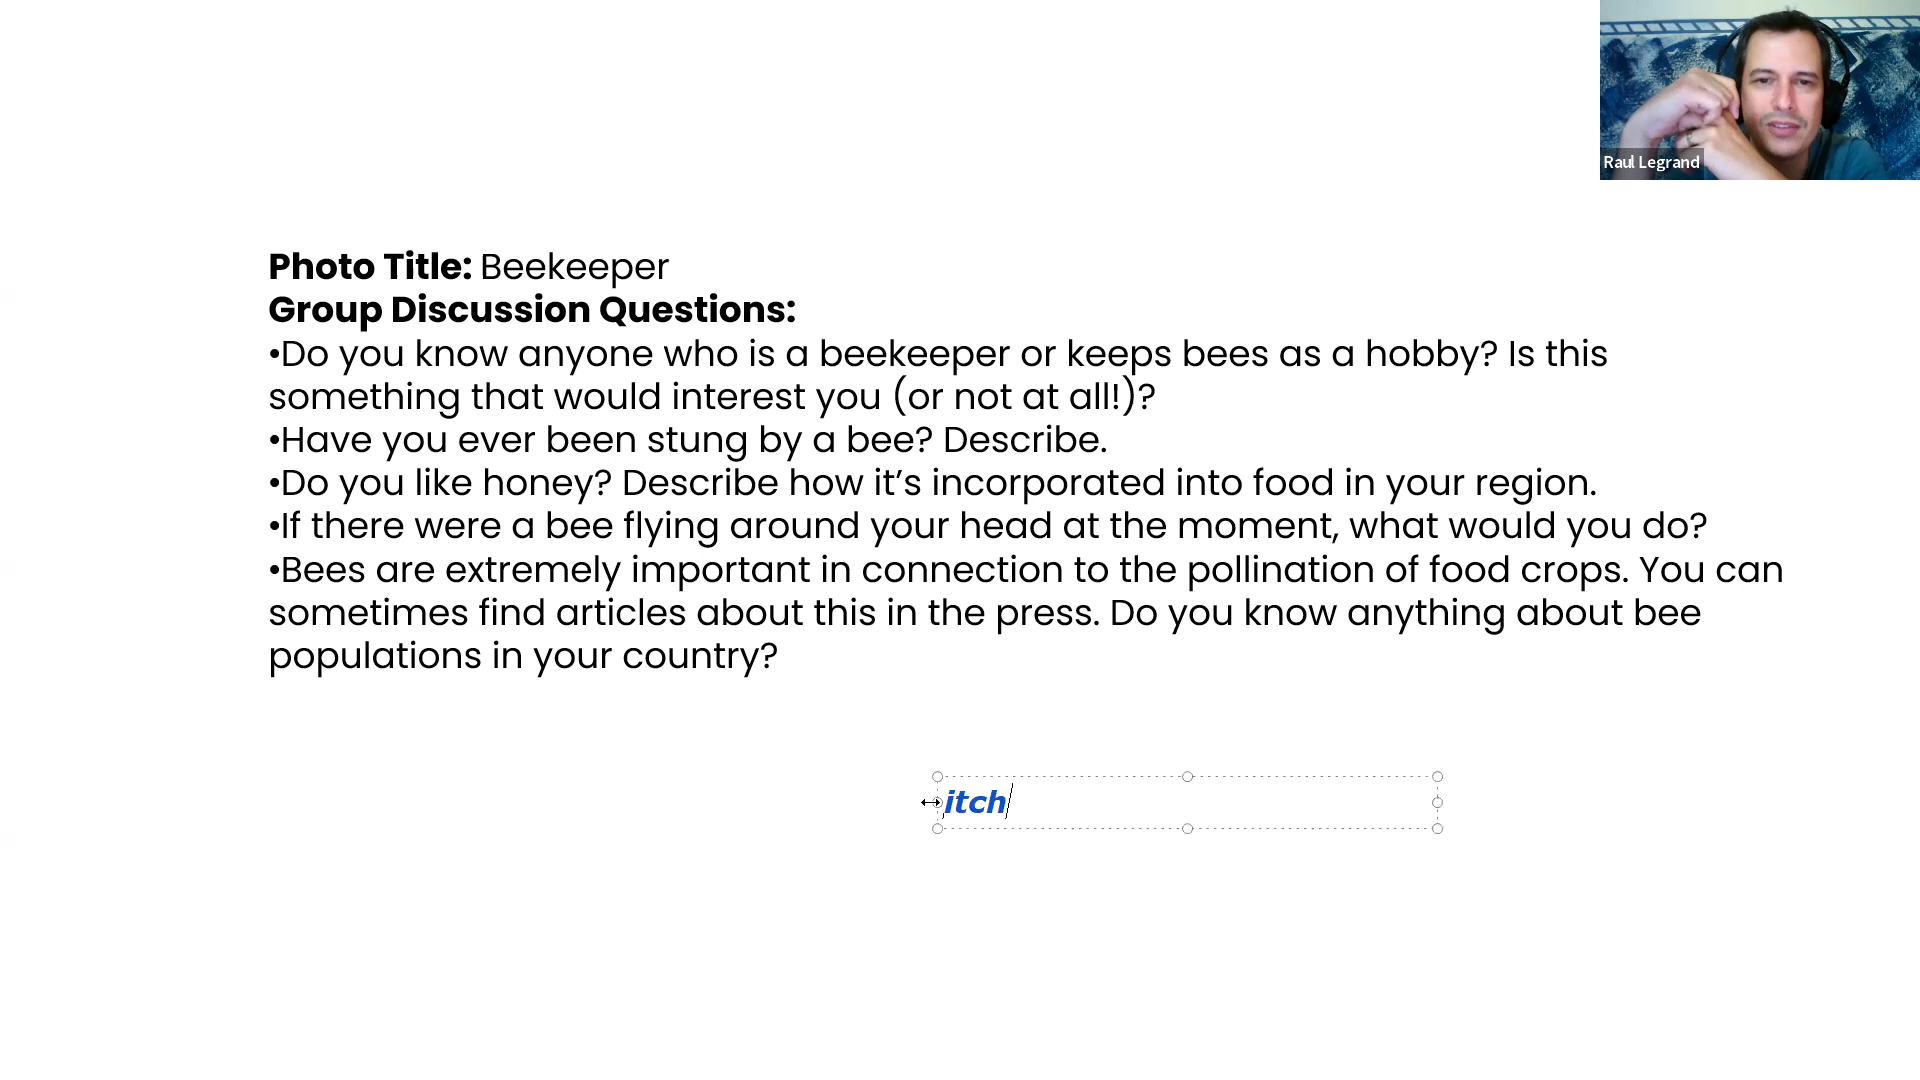 Raul Legrand
Photo Title: Beekeeper
Group Discussion Questions:
•Do you know anyone who is a beekeeper or keeps bees as a hobby? Is this
something that would interest you (or not at all!)?
•Have you ever been stung by a bee? Describe.
•Do you like honey? Describe how it’s incorporated into food in your region.
•If there were a bee flying around your head at the moment, what would you do?
•Bees are extremely important in connection to the pollination of food crops. You can
sometimes find articles about this in the press. Do you know anything about bee
populations in your country?
itch